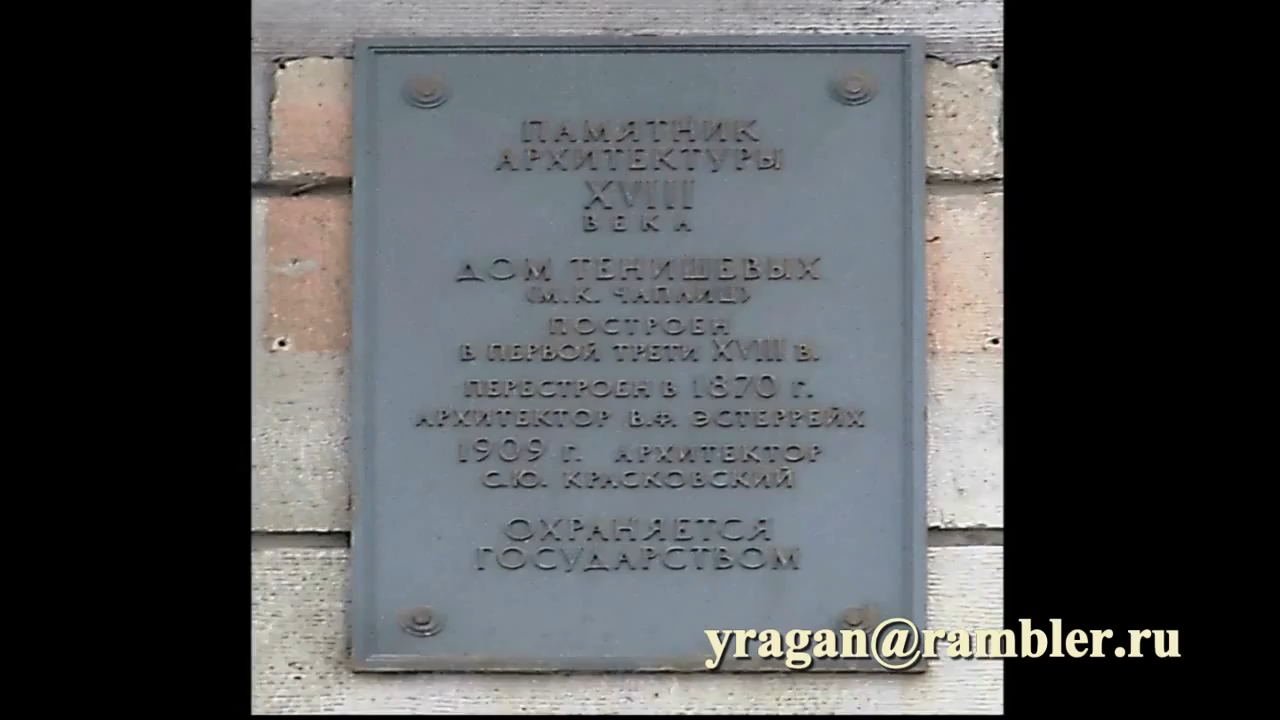 ПАМЯТНИК
АРХИТЕКТУРЫ
XVIII
ВЕКА
ДОМ ТЕНИШЕВЫХ
(М.К. ЧАПЛИЦ)
ПОСТРОЕН
В ПЕРВОЙ ТРЕТИ XVIII В.
ПЕРЕСТРОЕН В 1870 Г.
АРХИТЕКТОР В.Ф. ЭСТЕРРЕЙХ
1909 Г. АРХИТЕКТОР
С.Ю. КРАСКОВСКИЙ
ОХРАНЯЕТСЯ
ГОСУДАРСТВОМ
yragan@rambler.ru